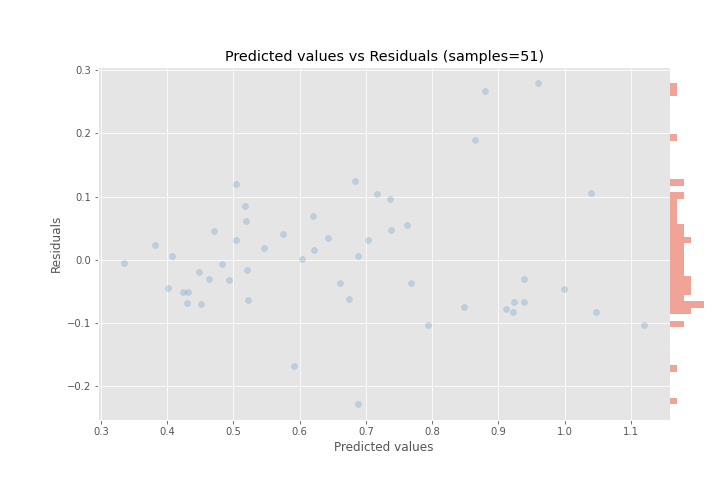 Predicted values vs Residuals (samples=51)
0.3
0.2
0.1
0.0
−0.1
−0.2
Residuals
0.3 0.4 0.5 0.6 0.7 0.8 0.9 1.0 1.1
Predicted values